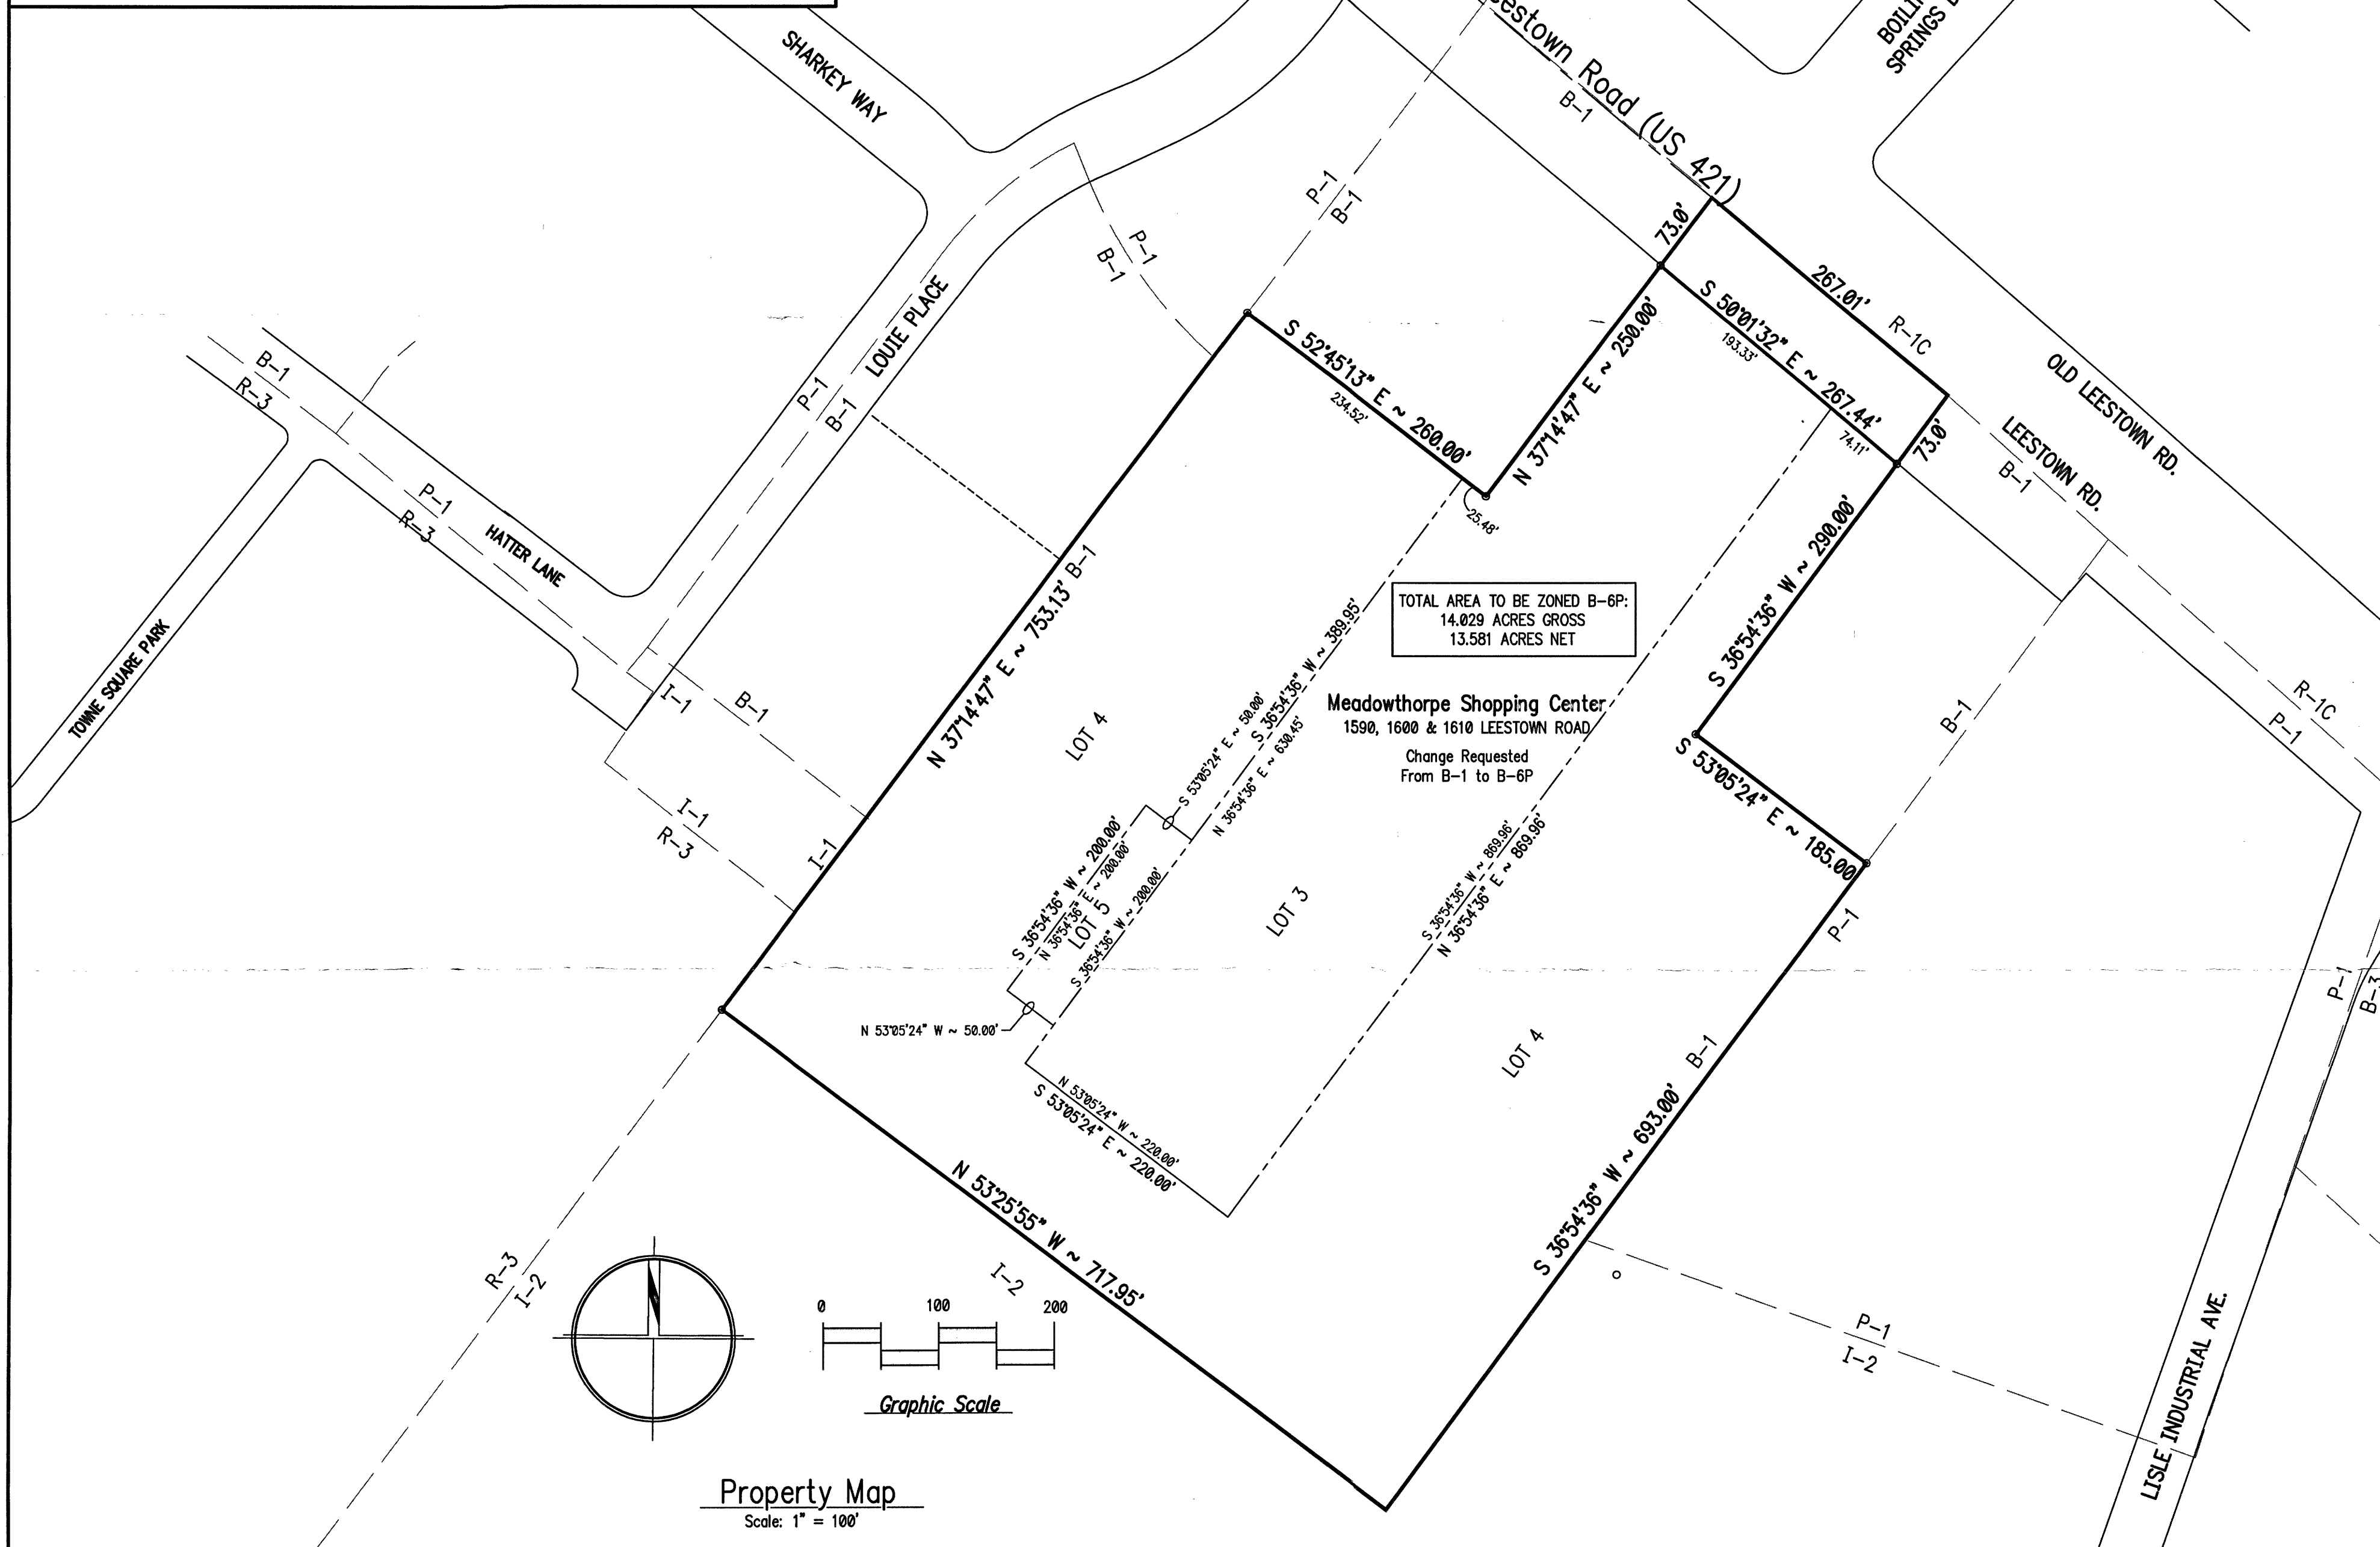 SHARKEY WAY
estown Road (US 421)
B-1
SPRINGS
P-1
B-1
P-1
B-1
73.0'
267.01'
R-1C
S 50°01'32" E ~ 267.44'
193.33'
74.11'
73.0'
OLD LEESTOWN RD.
LEESTOWN RD.
B-1
LOUIE PLACE
P-1
B-1
B-1
R-3
P-1
R-3
HATTER LANE
TOWNE SQUARE PARK
S 52°45'13" E ~ 260.00'
234.52'
N 37°14'47" E ~ 250.00'
25.48'
S 36°54'36" W ~ 290.00'
TOTAL AREA TO BE ZONED B-6P:
14.029 ACRES GROSS
13.581 ACRES NET
Meadowthorpe Shopping Center
1590, 1600 & 1610 LEESTOWN ROAD
Change Requested
From B-1 to B-6P
N 37°14'47" E ~ 753.13'
B-1
I-1
B-1
I-1
I-1
R-3
LOT 4
S 53°05'24" E ~ 50.00'
S 36°54'36" W ~ 389.95'
N 36°54'36" E ~ 630.45'
S 36°54'36" W ~ 200.00'
N 36°54'36" E ~ 200.00'
LOT 5
S 36°54'36" W ~ 200.00'
N 53°05'24" W ~ 50.00'
LOT 3
S 36°54'36" W ~ 869.96'
N 36°54'36" E ~ 869.96'
S 53°05'24" E ~ 185.00'
B-1
R-1C
P-1
P-1
B-1
LOT 4
S 36°54'36" W ~ 693.00'
P-1
B-3
N 53°05'24" W ~ 220.00'
S 53°05'24" E ~ 220.00'
N 53°25'55" W ~ 717.95'
I-2
R-3
I-2
P-1
I-2
LISLE INDUSTRIAL AVE.
0 100 200
Graphic Scale
Property Map
Scale: 1" = 100'